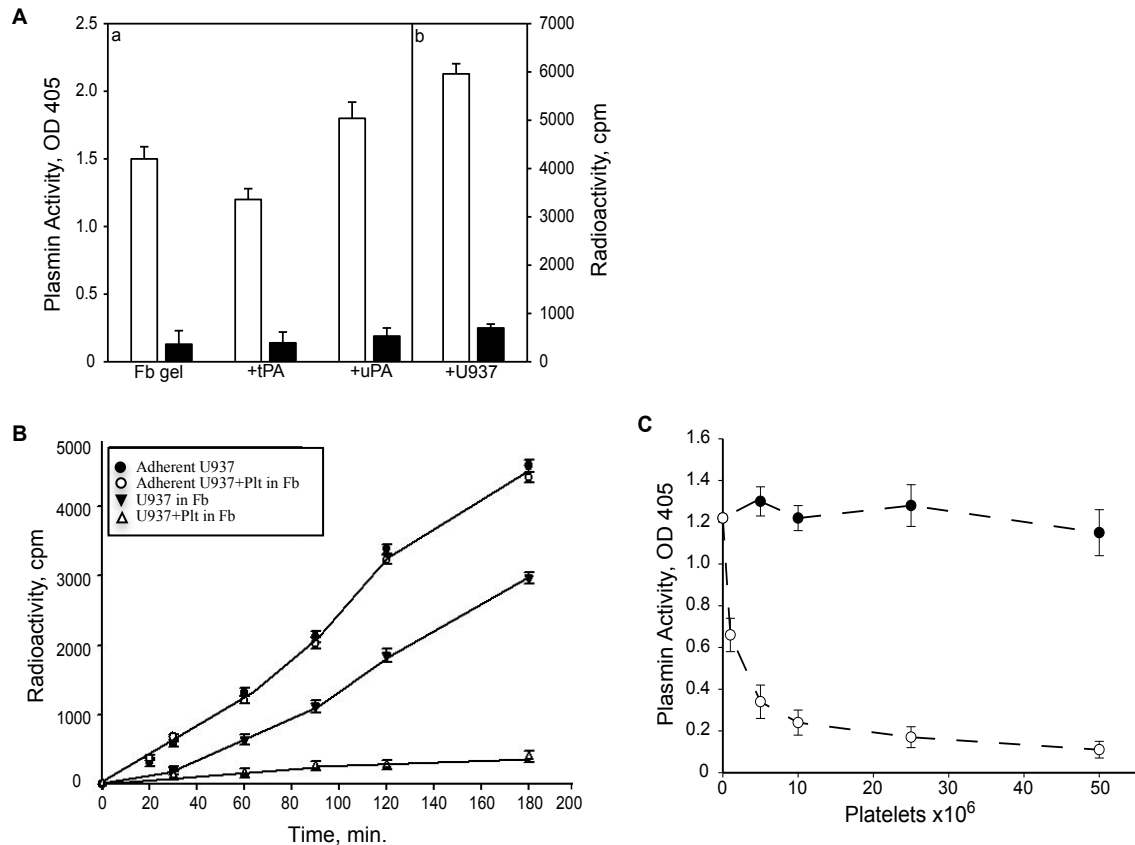 A
a
b
2.5
2.0
1.5
1.0
0.5
0
Plasmin Activity, OD 405
7000
6000
5000
4000
3000
2000
1000
0
Radioactivity, cpm
Fb gel
+tPA
+uPA
+U937
B
Adherent U937
Adherent U937+Plt in Fb
U937 in Fb
U937+Plt in Fb
5000
4000
3000
2000
1000
0
Radioactivity, cpm
0 20 40 60 80 100 120 140 160 180 200
Time, min.
C
1.6
1.4
1.2
1.0
0.8
0.6
0.4
0.2
0
Plasmin Activity, OD 405
0 10 20 30 40 50
Platelets x10⁶